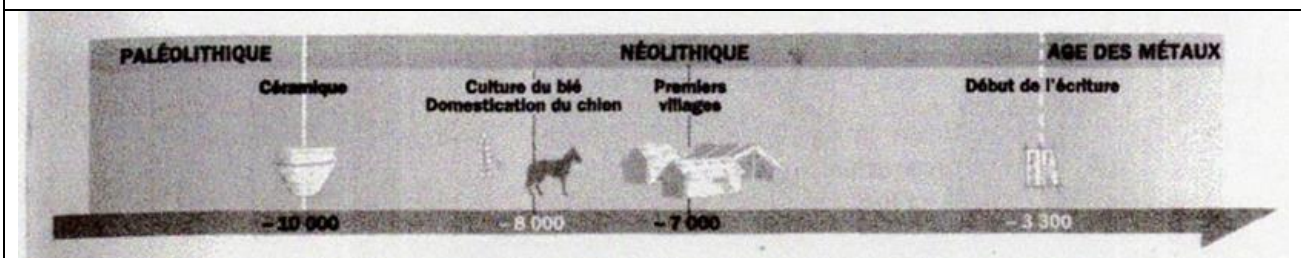 PALÉOLITHIQUE NÉOLITHIQUE AGE DES MÉTAUX
Céramique
Culture du blé
Domestication du chien
Premiers
villages
Début de l'écriture
– 10 000 – 8 000 – 7 000 – 3 300